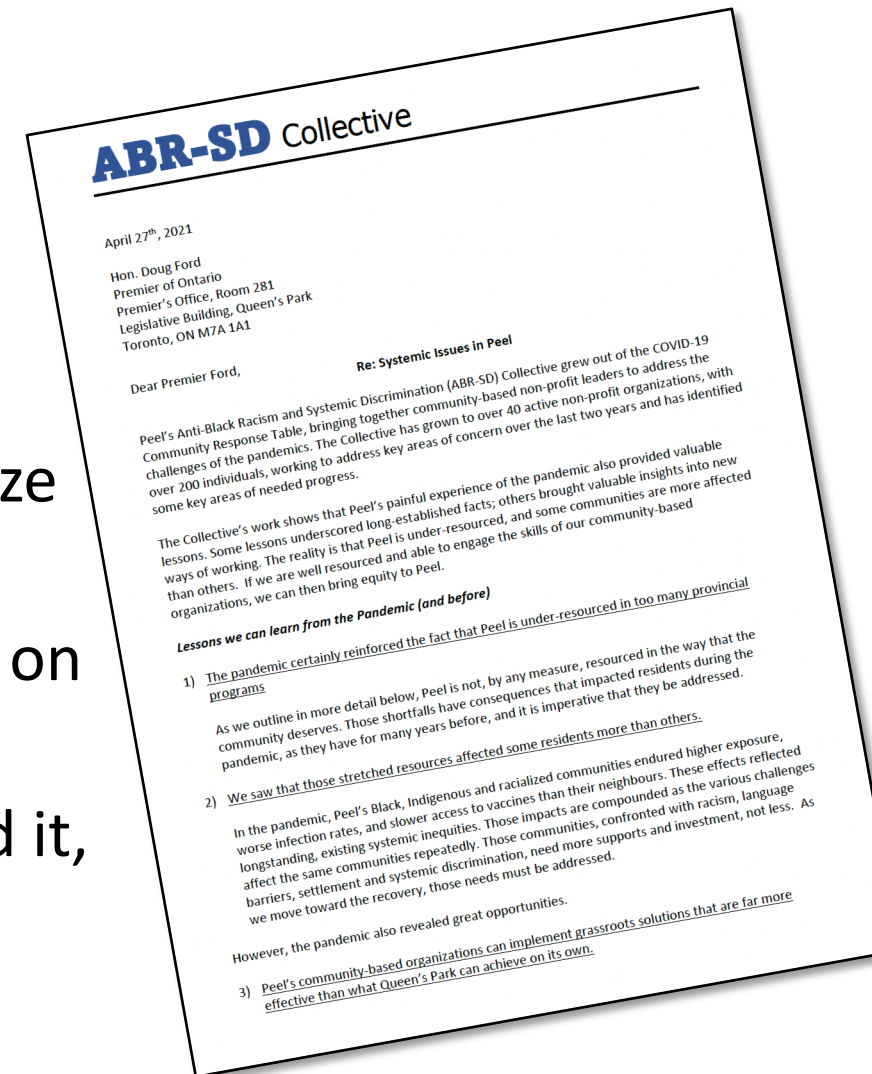 ze
on
d it,
ABR-SD Collective
April 27th, 2021
Hon. Doug Ford
Premier of Ontario
Premier's Office, Room 281
Legislative Building, Queen's Park
Toronto, ON M7A 1A1
Re: Systemic Issues in Peel
Dear Premier Ford,
Peel's Anti-Black Racism and Systemic Discrimination (ABR-SD) Collective grew out of the COVID-19
Community Response Table, bringing together community-based non-profit leaders to address the
challenges of the pandemics. The Collective has grown to over 40 active non-profit organizations, with
over 200 individuals, working to address key areas of concern over the last two years and has identified
some key areas of needed progress.
The Collective's work shows that Peel's painful experience of the pandemic also provided valuable
lessons. Some lessons underscored long-established facts; others brought valuable insights into new
ways of working. The reality is that Peel is under-resourced, and some communities are more affected
than others.  If we are well resourced and able to engage the skills of our community-based
organizations, we can then bring equity to Peel.
Lessons we can learn from the Pandemic (and before)
1) The pandemic certainly reinforced the fact that Peel is under-resourced in too many provincial
programs
As we outline in more detail below, Peel is not, by any measure, resourced in the way that the
community deserves. Those shortfalls have consequences that impacted residents during the
pandemic, as they have for many years before, and it is imperative that they be addressed.
2) We saw that those stretched resources affected some residents more than others.
In the pandemic, Peel's Black, Indigenous and racialized communities endured higher exposure,
worse infection rates, and slower access to vaccines than their neighbours. These effects reflected
longstanding, existing systemic inequities. Those impacts are compounded as the various challenges
affect the same communities repeatedly. Those communities, confronted with racism, language
barriers, settlement and systemic discrimination, need more supports and investment, not less.  As
we move toward the recovery, those needs must be addressed.
However, the pandemic also revealed great opportunities.
3) Peel's community-based organizations can implement grassroots solutions that are far more
effective than what Queen's Park can achieve on its own.